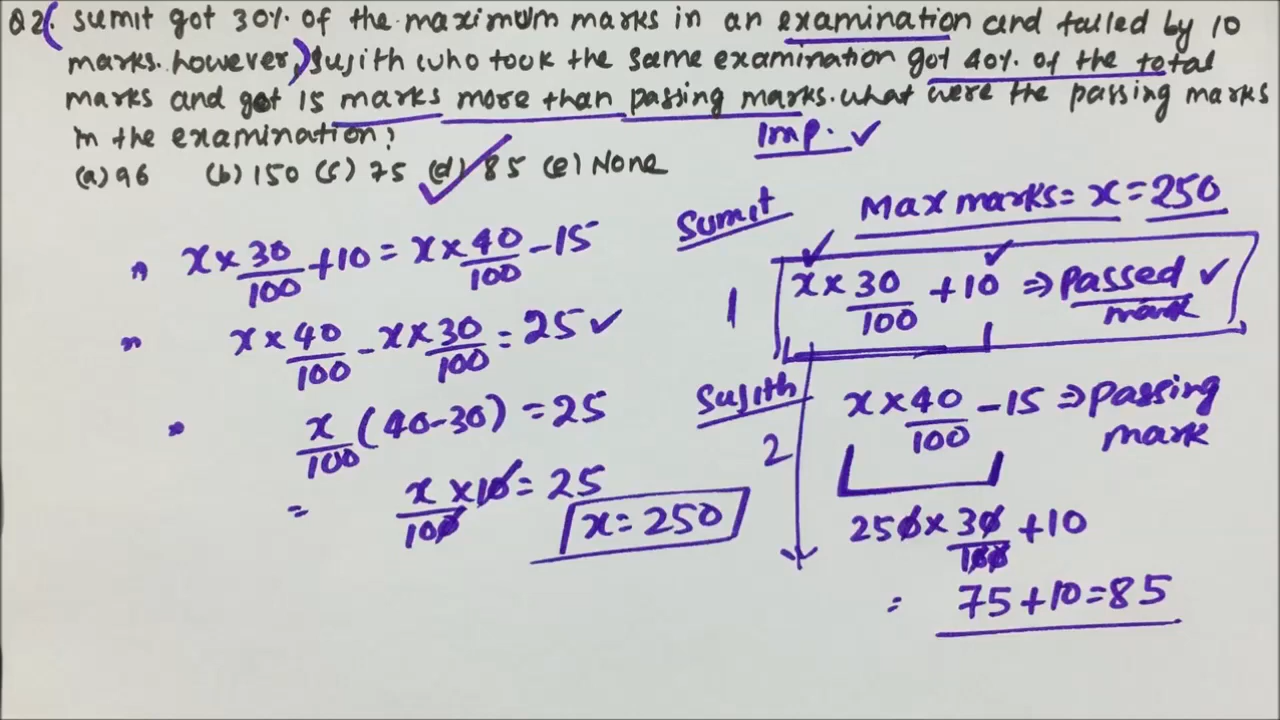 Q2. Sumit got 30% of the maximum marks in an examination and failed by 10
marks. however, Sujith who took the same examination got 40% of the total
marks and got 15 marks more than passing marks. what were the passing marks
in the examination?
(a) 96 (b) 150 (c) 75 (d) 85 (e) None
Imp. ✓
Sumit
Max marks = x = 250
x × 30/100 + 10 = x × 40/100 - 15
1
x × 30/100 + 10 ⇒ Passed mark ✓
x × 40/100 - x × 30/100 = 25 ✓
Sujith
2
x × 40/100 - 15 ⇒ Passing mark
x/100 (40-30) = 25
= x/100 × 10 = 25
x = 250
250 × 30/100 + 10
= 75 + 10 = 85